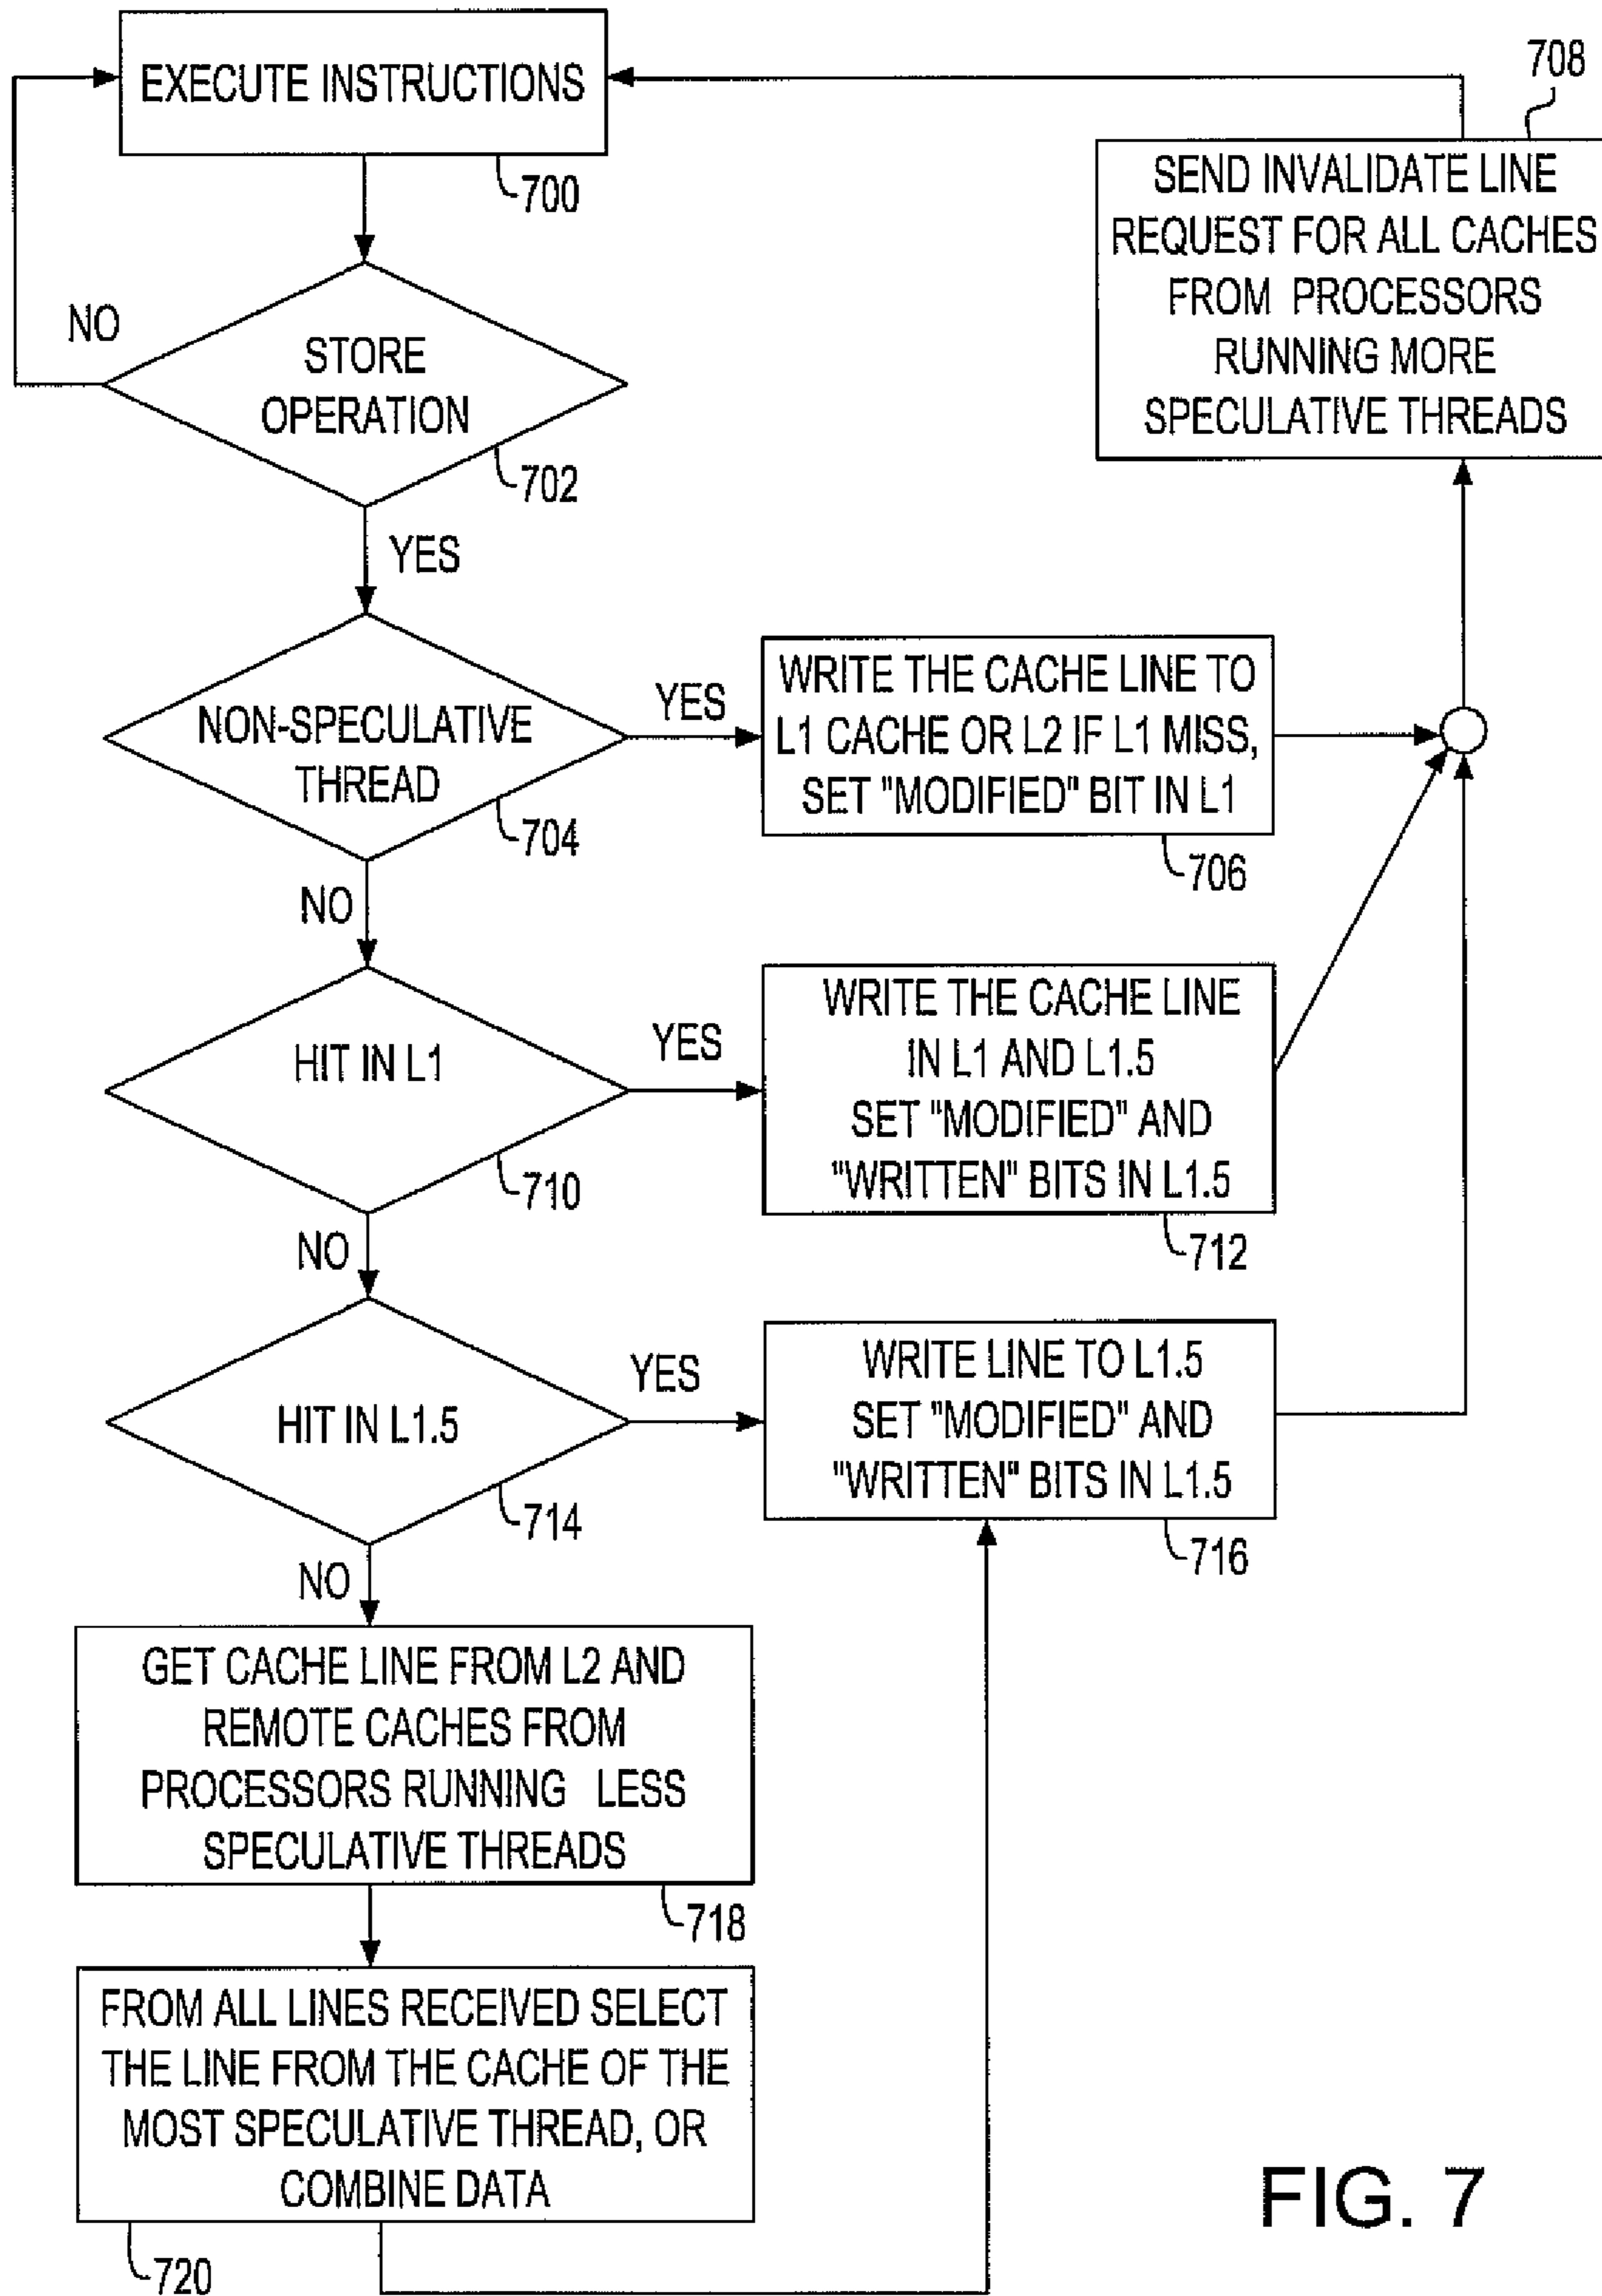 EXECUTE INSTRUCTIONS
700
708
SEND INVALIDATE LINE
REQUEST FOR ALL CACHES
FROM PROCESSORS
RUNNING MORE
SPECULATIVE THREADS
NO
STORE
OPERATION
702
YES
NON-SPECULATIVE
THREAD
704
YES
WRITE THE CACHE LINE TO
L1 CACHE OR L2 IF L1 MISS,
SET "MODIFIED" BIT IN L1
706
NO
HIT IN L1
710
YES
WRITE THE CACHE LINE
IN L1 AND L1.5
SET "MODIFIED" AND
"WRITTEN" BITS IN L1.5
712
NO
HIT IN L1.5
714
YES
WRITE LINE TO L1.5
SET "MODIFIED" AND
"WRITTEN" BITS IN L1.5
716
NO
GET CACHE LINE FROM L2 AND
REMOTE CACHES FROM
PROCESSORS RUNNING LESS
SPECULATIVE THREADS
718
FROM ALL LINES RECEIVED SELECT
THE LINE FROM THE CACHE OF THE
MOST SPECULATIVE THREAD, OR
COMBINE DATA
720
FIG. 7